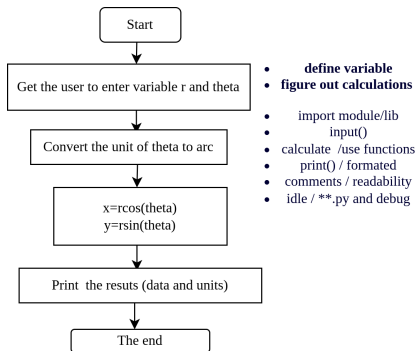 Start
Get the user to enter variable r and theta
Convert the unit of theta to arc
x=rcos(theta)
y=rsin(theta)
Print the resuts (data and units)
The end
• define variable
• figure out calculations
• import module/lib
• input()
• calculate /use functions
• print() / formated
• comments / readability
• idle / **.py and debug